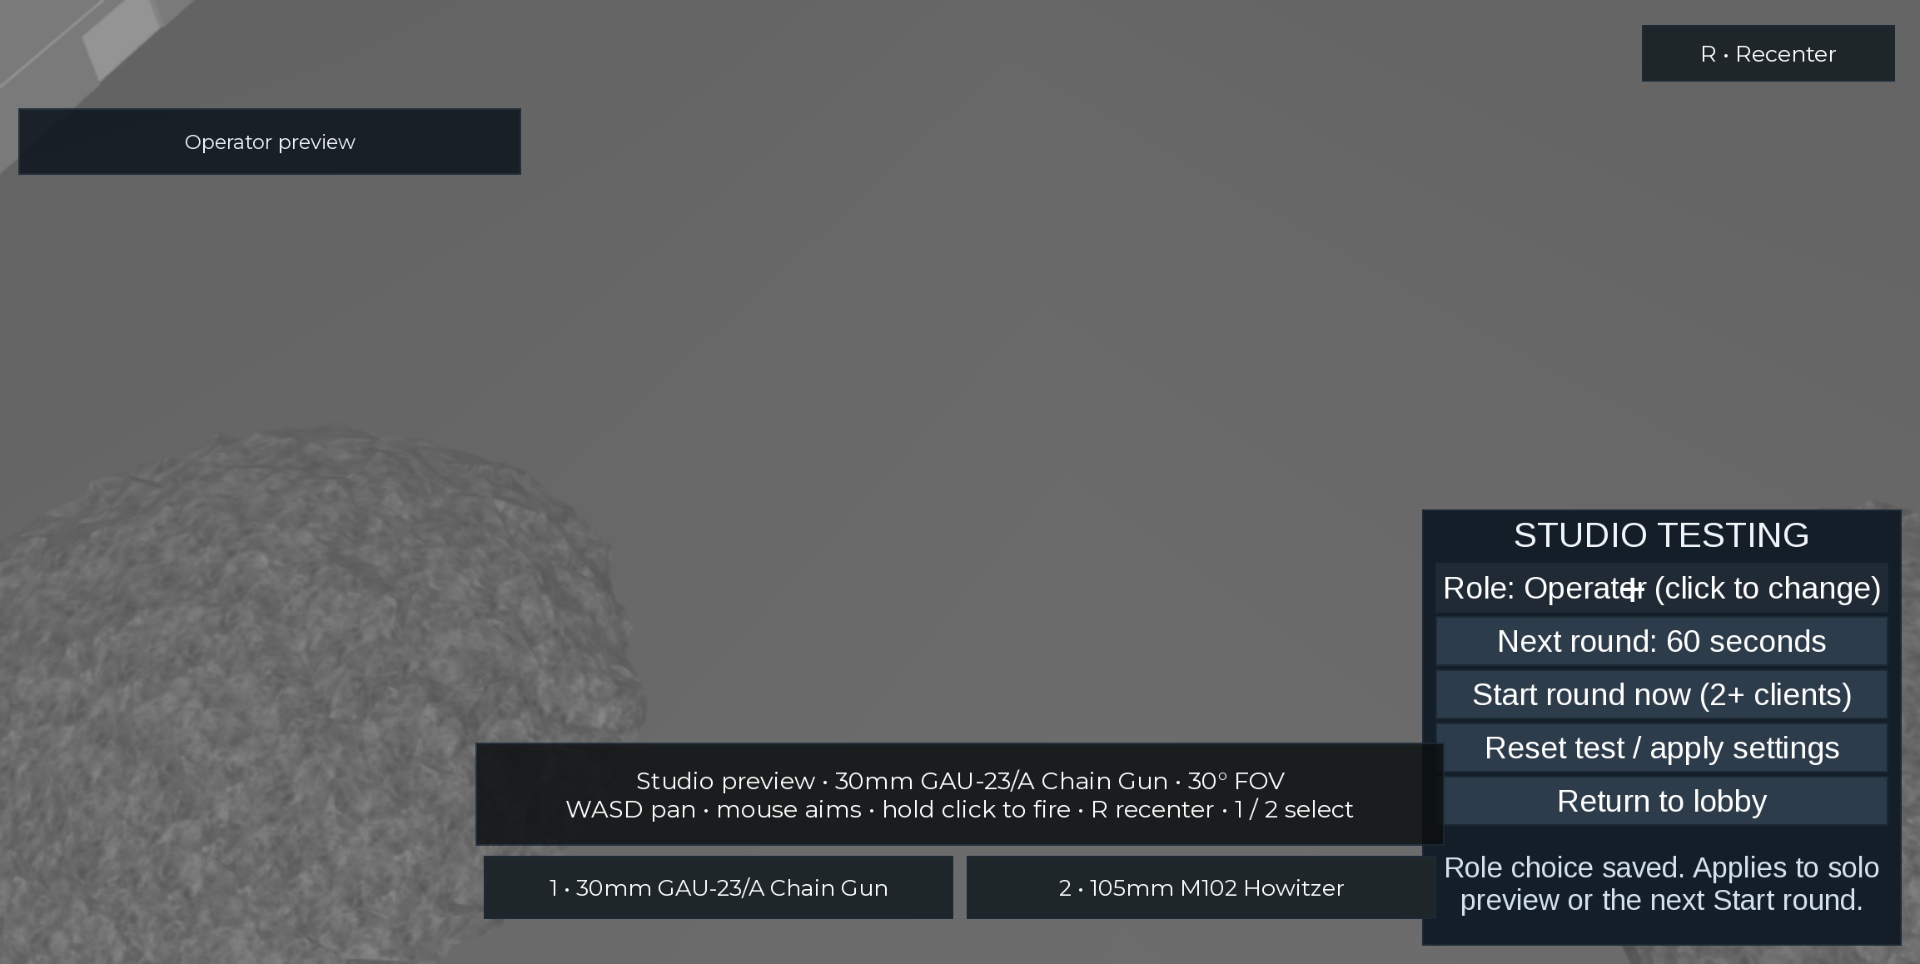 R • Recenter
Operator preview
STUDIO TESTING
Role: Operator (click to change)
Next round: 60 seconds
Start round now (2+ clients)
Reset test / apply settings
Return to lobby
Role choice saved. Applies to solo
preview or the next Start round.
Studio preview • 30mm GAU-23/A Chain Gun • 30° FOV
WASD pan • mouse aims • hold click to fire • R recenter • 1 / 2 select
1 • 30mm GAU-23/A Chain Gun
2 • 105mm M102 Howitzer